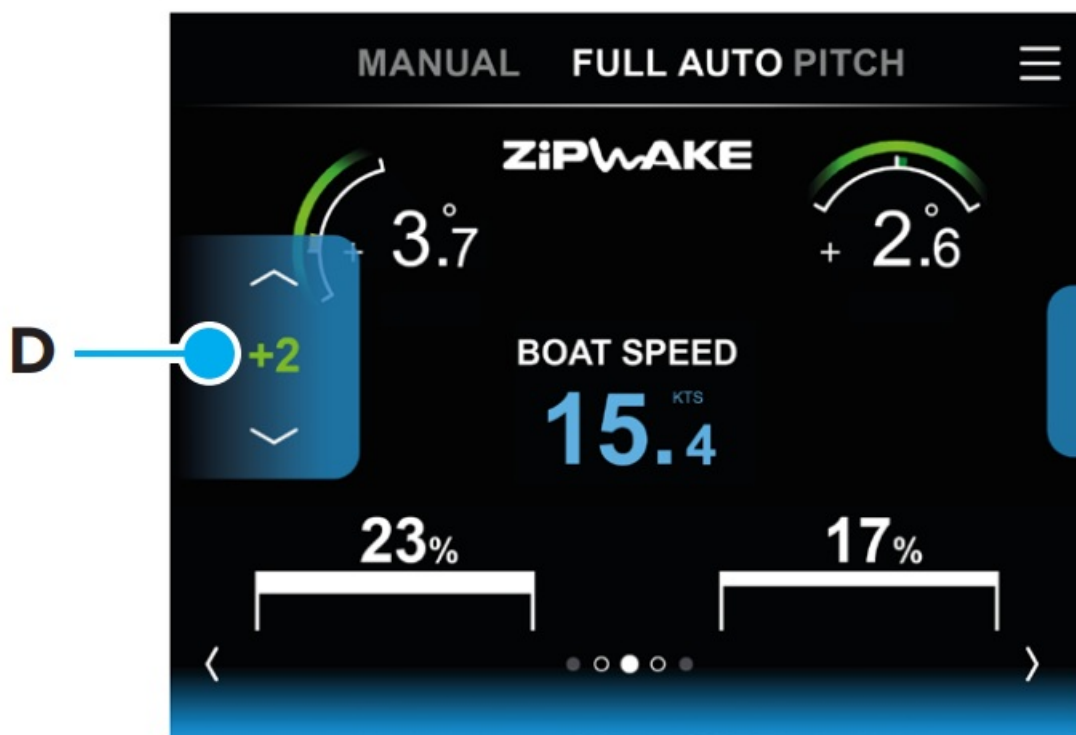 MANUAL FULL AUTO PITCH
ZiPWAKE
+ 3.7°
+ 2.6°
D
+2
BOAT SPEED
15.4 KTS
23%
17%